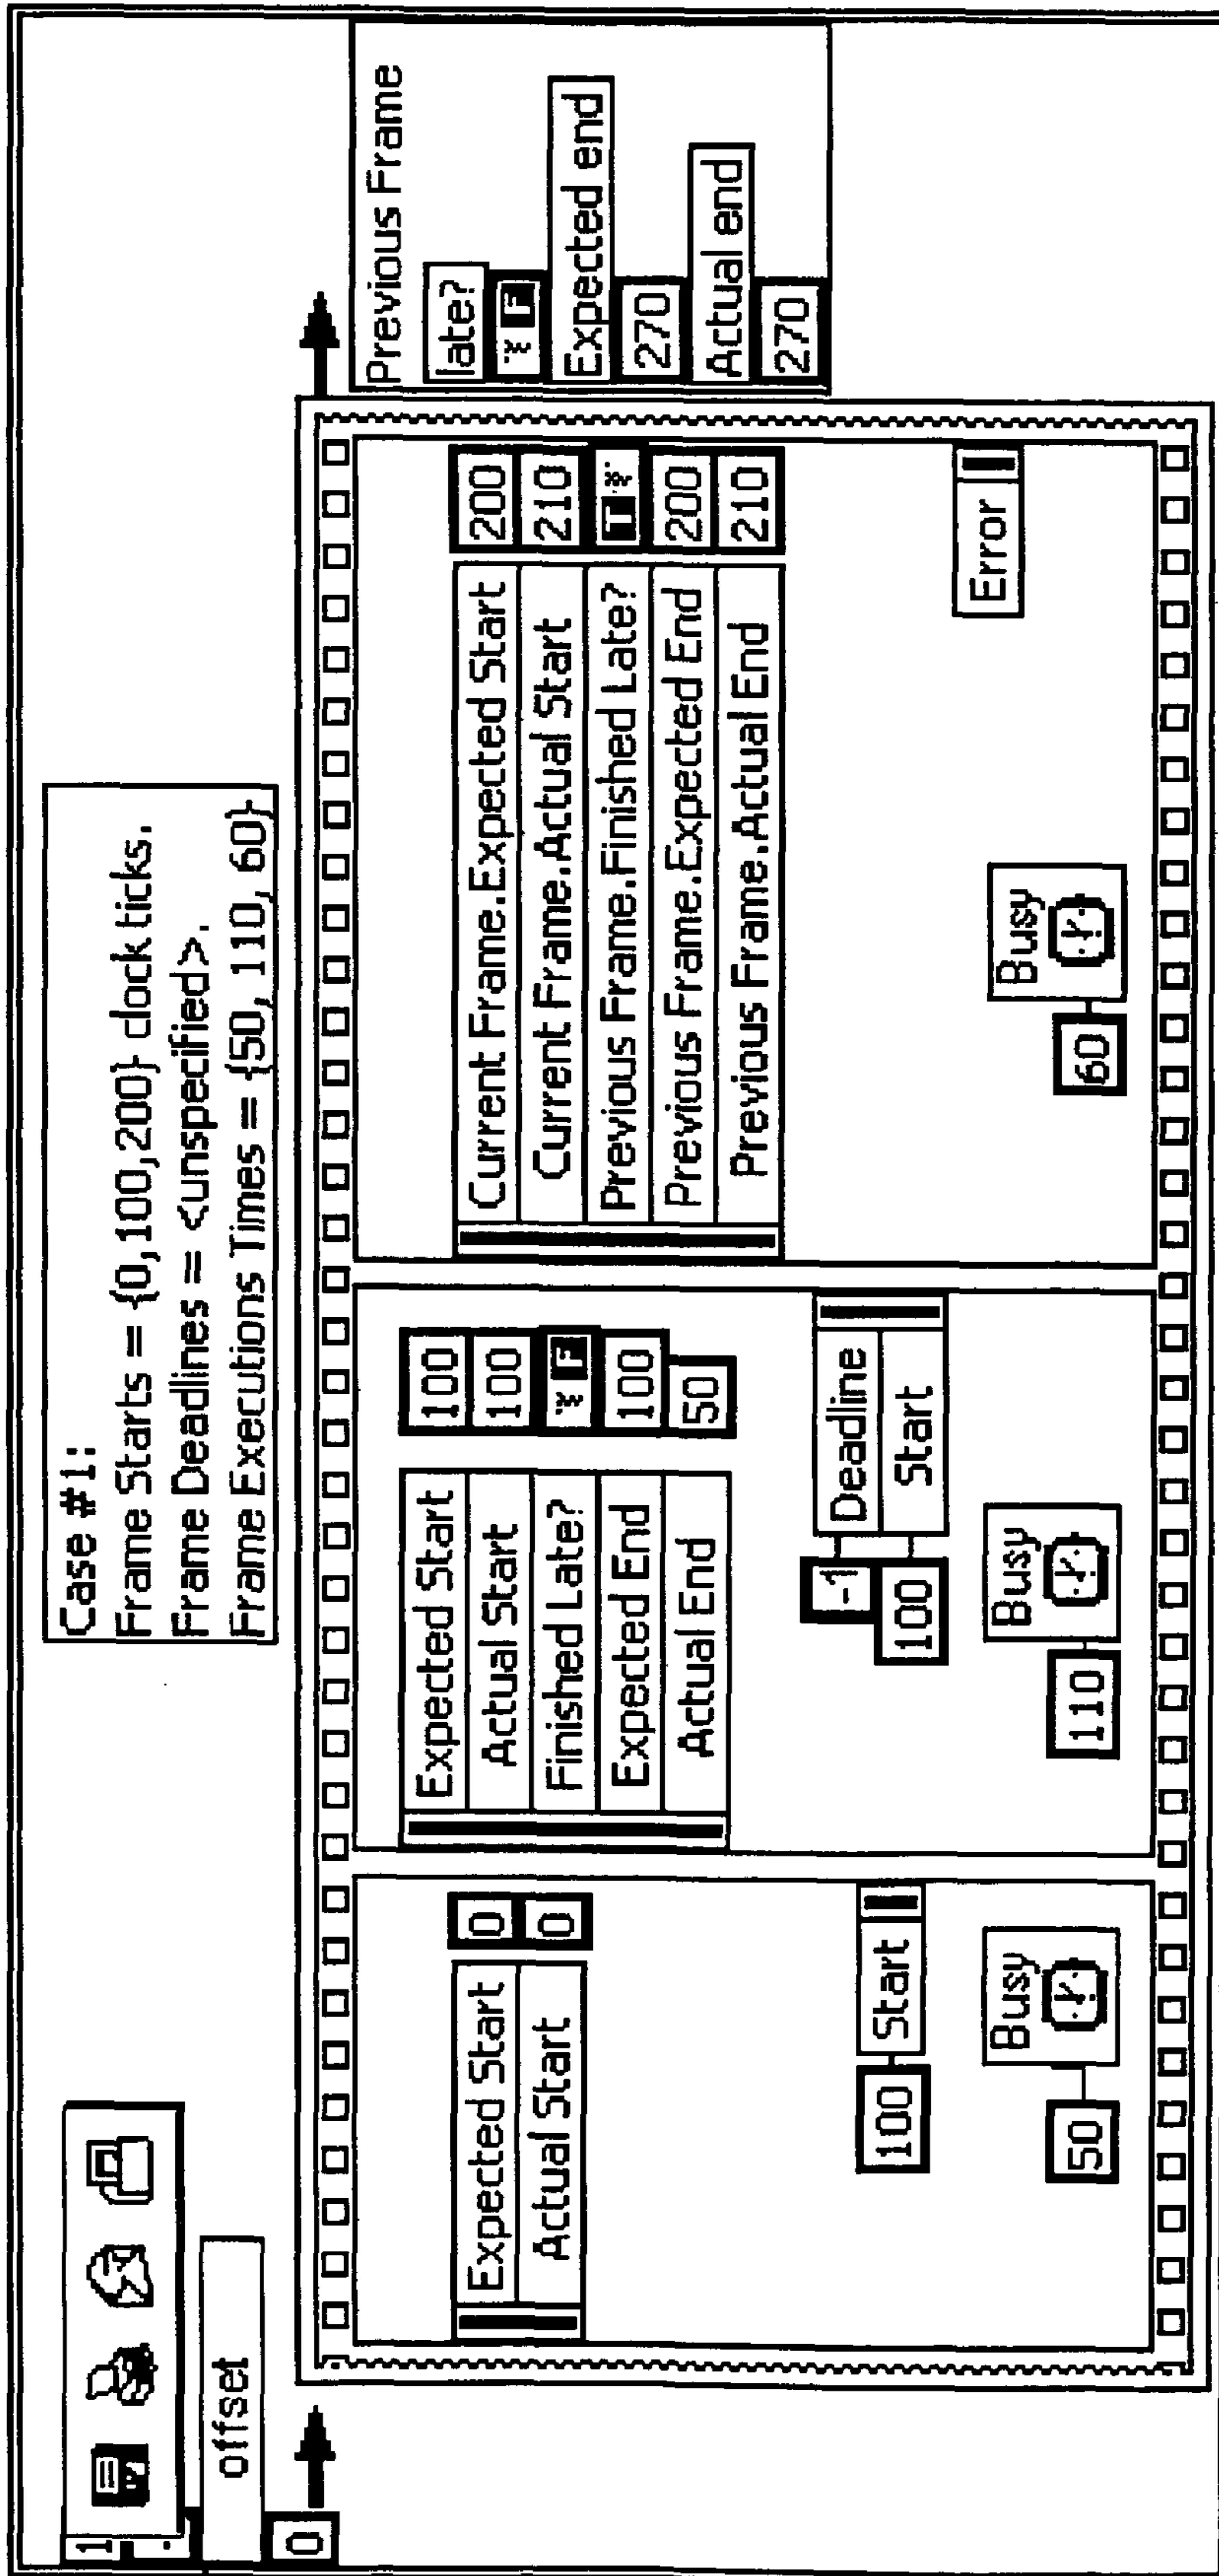 Case #1:
Frame Starts = {0,100,200} clock ticks.
Frame Deadlines = <unspecified>.
Frame Executions Times = {50, 110, 60}
1
offset
0
Expected Start 0
Actual Start 0
100 Start
50 Busy
Expected Start 100
Actual Start 100
Finished Late? F
Expected End 100
Actual End 50
-1 Deadline
100 Start
110 Busy
Current Frame.Expected Start 200
Current Frame.Actual Start 210
Previous Frame.Finished Late? T
Previous Frame.Expected End 200
Previous Frame.Actual End 210
Error
60 Busy
Previous Frame
late?
F
Expected end
270
Actual end
270